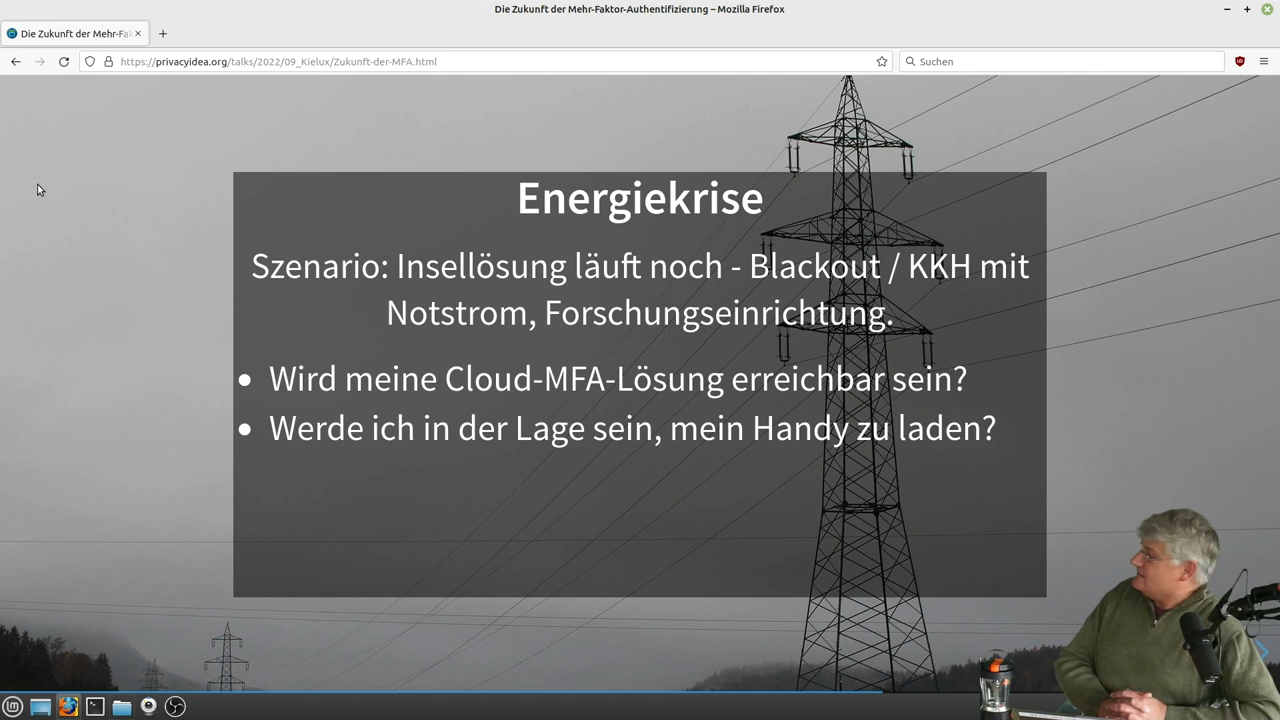 Die Zukunft der Mehr-Faktor-Authentifizierung – Mozilla Firefox
Die Zukunft der Mehr-Fa
https://privacyidea.org/talks/2022/09_Kielux/Zukunft-der-MFA.html
Suchen
Energiekrise
Szenario: Insellösung läuft noch - Blackout / KKH mit
Notstrom, Forschungseinrichtung.
• Wird meine Cloud-MFA-Lösung erreichbar sein?
• Werde ich in der Lage sein, mein Handy zu laden?